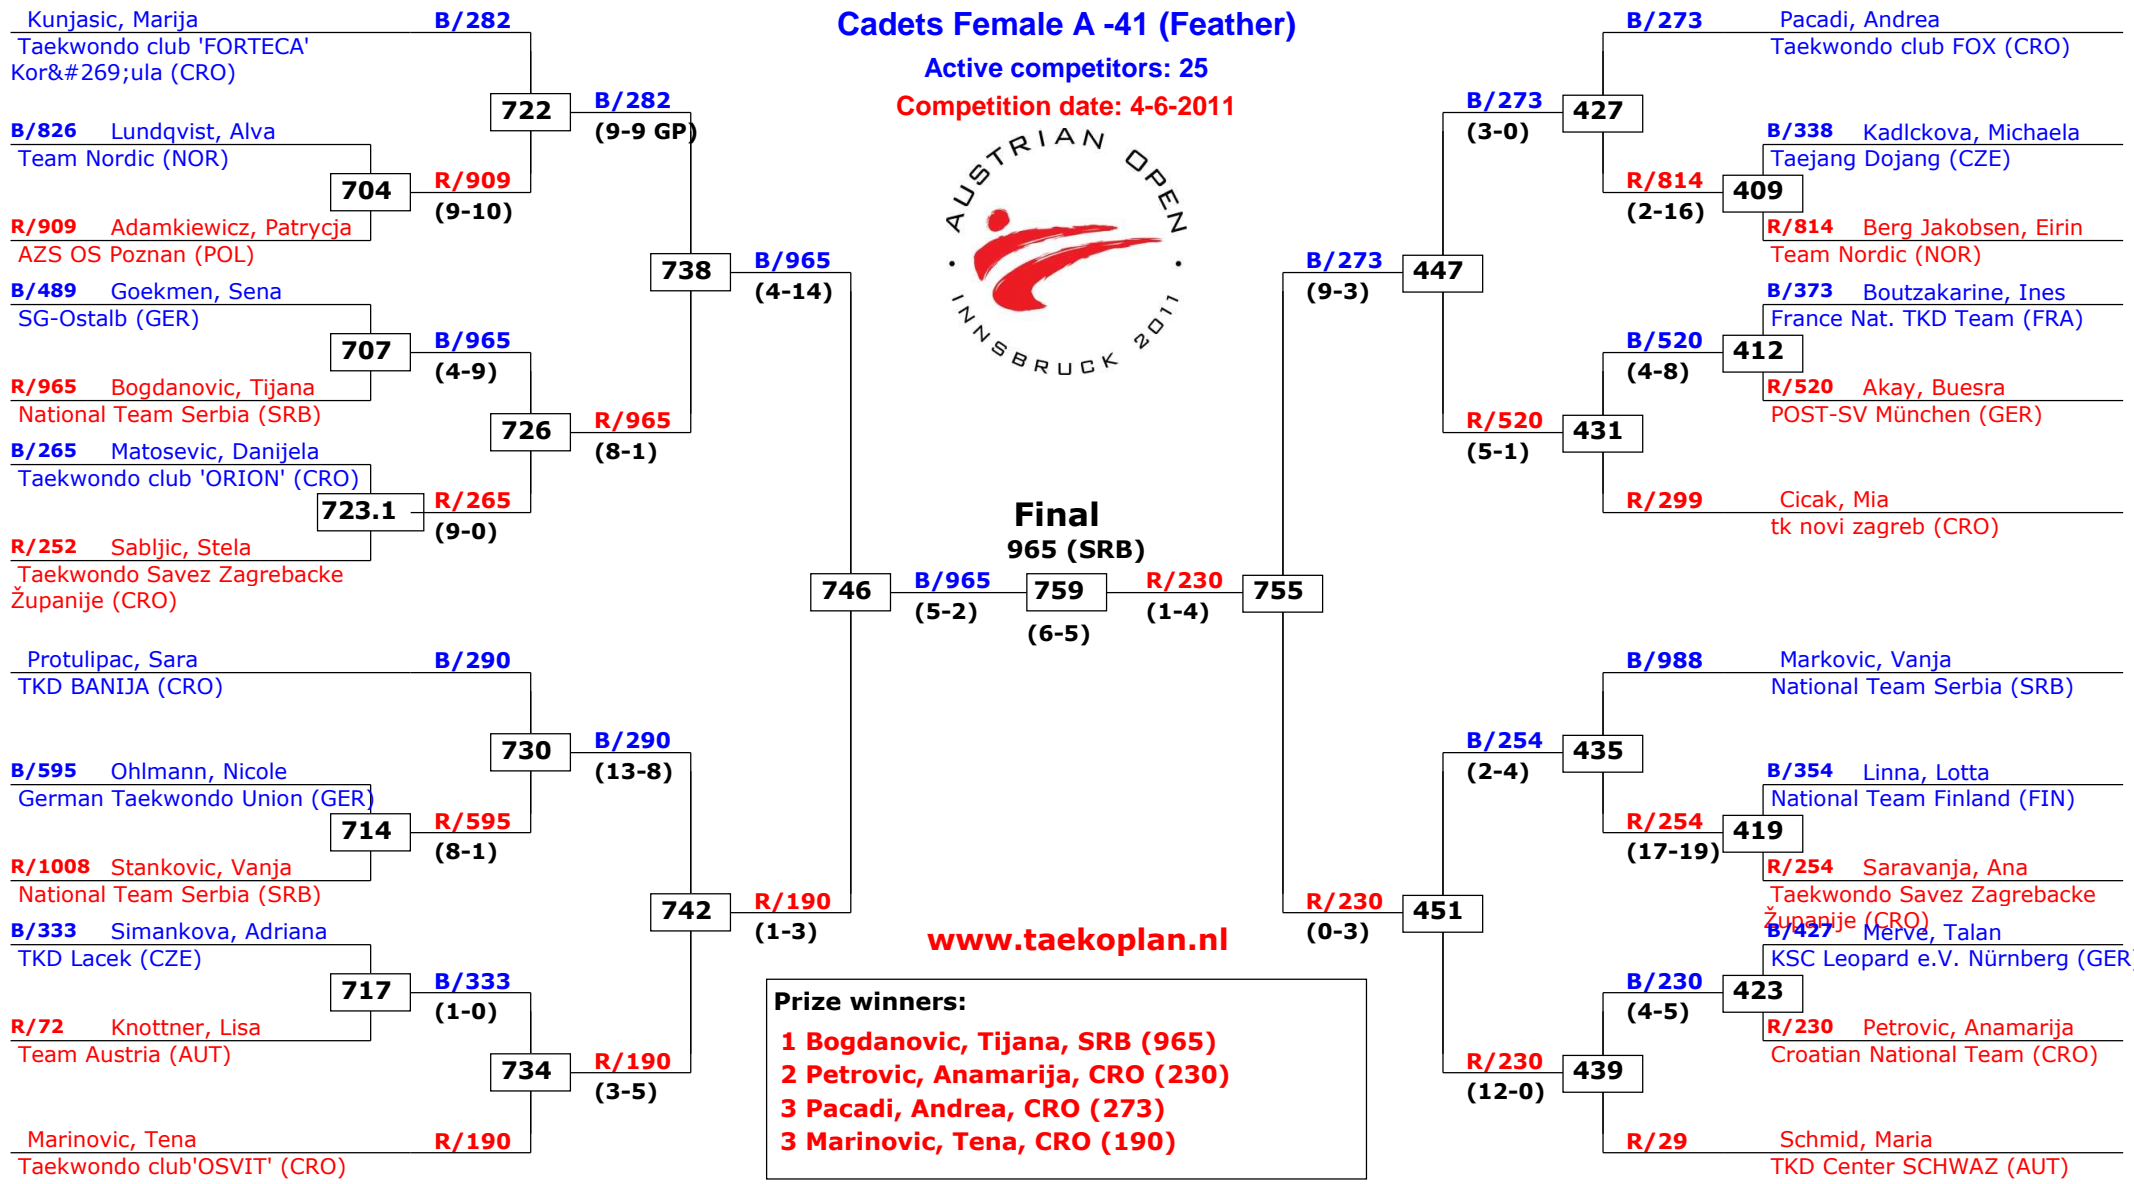 Cadets Female A -41 (Feather)
Active competitors: 25
Competition date: 4-6-2011
AUSTRIAN OPEN
INNSBRUCK 2011
Kunjasic, Marija
B/282
Taekwondo club 'FORTECA'
Kor&#269;ula (CRO)
722
B/282
(9-9 GP)
B/826 Lundqvist, Alva
Team Nordic (NOR)
704
R/909
(9-10)
R/909 Adamkiewicz, Patrycja
AZS OS Poznan (POL)
738
B/965
(4-14)
B/489 Goekmen, Sena
SG-Ostalb (GER)
707
B/965
(4-9)
R/965 Bogdanovic, Tijana
National Team Serbia (SRB)
726
R/965
(8-1)
B/265 Matosevic, Danijela
Taekwondo club 'ORION' (CRO)
723.1
R/265
(9-0)
R/252 Sabljic, Stela
Taekwondo Savez Zagrebacke
Županije (CRO)
746
B/965
(5-2)
Protulipac, Sara
B/290
TKD BANIJA (CRO)
730
B/290
(13-8)
B/595 Ohlmann, Nicole
German Taekwondo Union (GER)
714
R/595
(8-1)
R/1008 Stankovic, Vanja
National Team Serbia (SRB)
742
R/190
(1-3)
B/333 Simankova, Adriana
TKD Lacek (CZE)
717
B/333
(1-0)
R/72 Knottner, Lisa
Team Austria (AUT)
734
R/190
(3-5)
Marinovic, Tena
R/190
Taekwondo club'OSVIT' (CRO)
Final
965 (SRB)
759
(6-5)
R/230
(1-4)
755
B/273
Pacadi, Andrea
Taekwondo club FOX (CRO)
B/273
(3-0)
427
B/338 Kadlckova, Michaela
Taejang Dojang (CZE)
R/814
(2-16)
409
R/814 Berg Jakobsen, Eirin
Team Nordic (NOR)
B/273
(9-3)
447
B/373 Boutzakarine, Ines
France Nat. TKD Team (FRA)
B/520
(4-8)
412
R/520 Akay, Buesra
POST-SV München (GER)
R/520
(5-1)
431
R/299
Cicak, Mia
tk novi zagreb (CRO)
B/988
Markovic, Vanja
National Team Serbia (SRB)
B/254
(2-4)
435
B/354 Linna, Lotta
National Team Finland (FIN)
R/254
(17-19)
419
R/254 Saravanja, Ana
Taekwondo Savez Zagrebacke
Županije (CRO)
R/230
(0-3)
451
B/427 Merve, Talan
KSC Leopard e.V. Nürnberg (GER)
B/230
(4-5)
423
R/230 Petrovic, Anamarija
Croatian National Team (CRO)
R/230
(12-0)
439
R/29
Schmid, Maria
TKD Center SCHWAZ (AUT)
www.taekoplan.nl
Prize winners:
1 Bogdanovic, Tijana, SRB (965)
2 Petrovic, Anamarija, CRO (230)
3 Pacadi, Andrea, CRO (273)
3 Marinovic, Tena, CRO (190)